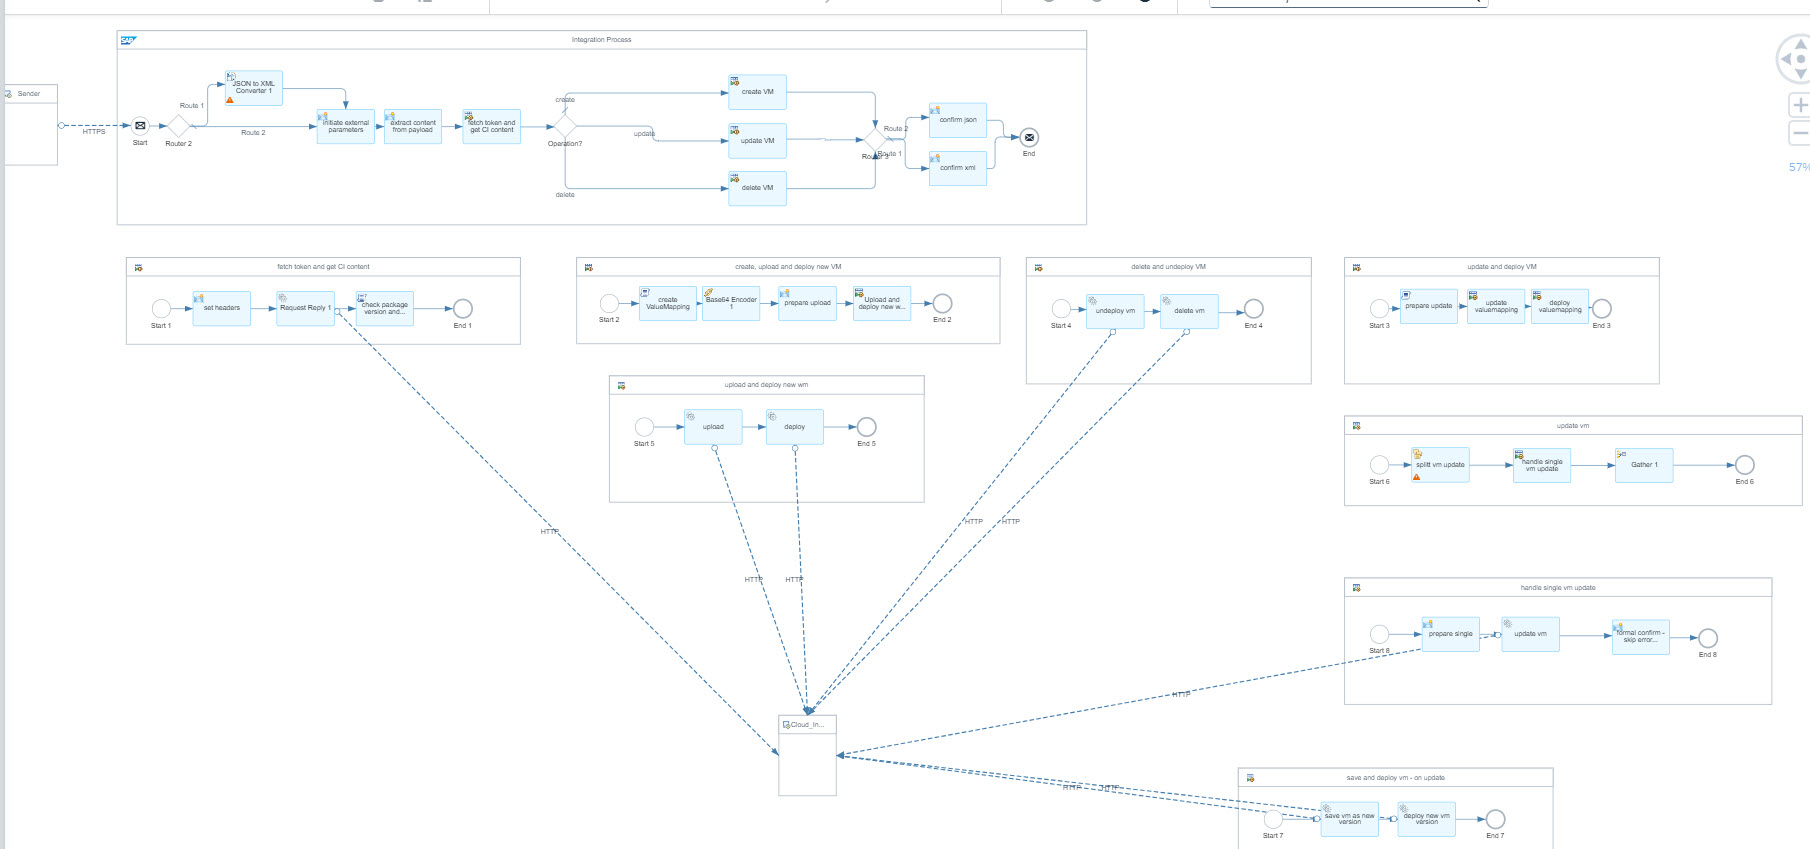 SAP
Integration Process
Sender
HTTPS
Start
Route 1
JSON to XML
Converter 1
Router 2
Route 2
initiate external
parameters
extract content
from payload
fetch token and
get CI content
create
Operation?
update
delete
create VM
update VM
delete VM
Route 2
Route 1
confirm json
confirm xml
End
57%
fetch token and get CI content
Start 1
set headers
Request Reply 1
check package
version and...
End 1
create, upload and deploy new VM
Start 2
create
ValueMapping
Base64 Encoder
1
prepare upload
Upload and
deploy new w...
End 2
delete and undeploy VM
Start 4
undeploy vm
delete vm
End 4
update and deploy VM
Start 3
prepare update
update
valuemapping
deploy
valuemapping
End 3
upload and deploy new wm
Start 5
upload
deploy
End 5
update vm
Start 6
splitt vm update
handle single
vm update
Gather 1
End 6
HTTP
HTTP
HTTP
HTTP
HTTP
handle single vm update
Start 8
prepare single
update vm
formal confirm -
skip error...
End 8
HTTP
Cloud_In...
HTTP
HTTP
save and deploy vm - on update
Start 7
save vm as new
version
deploy new vm
version
End 7